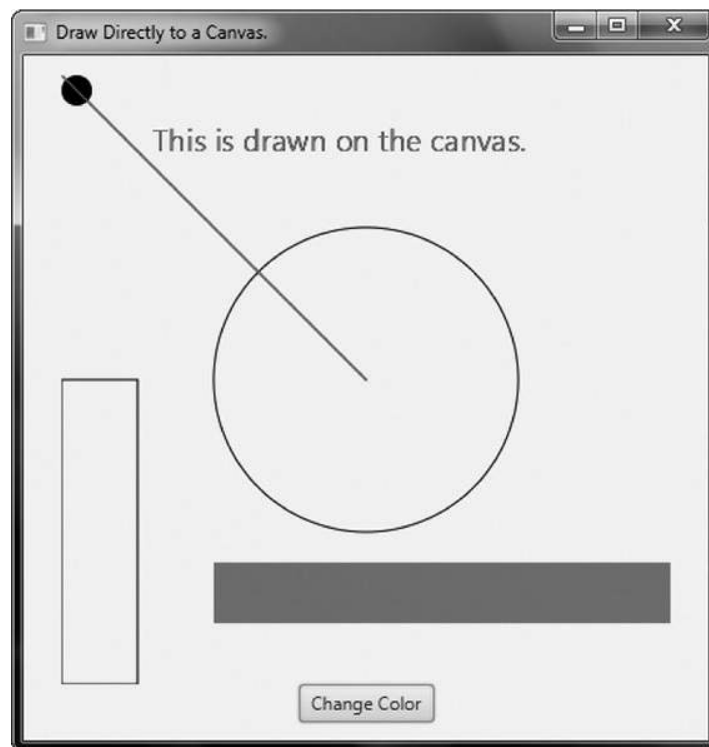 Draw Directly to a Canvas.
This is drawn on the canvas.
Change Color